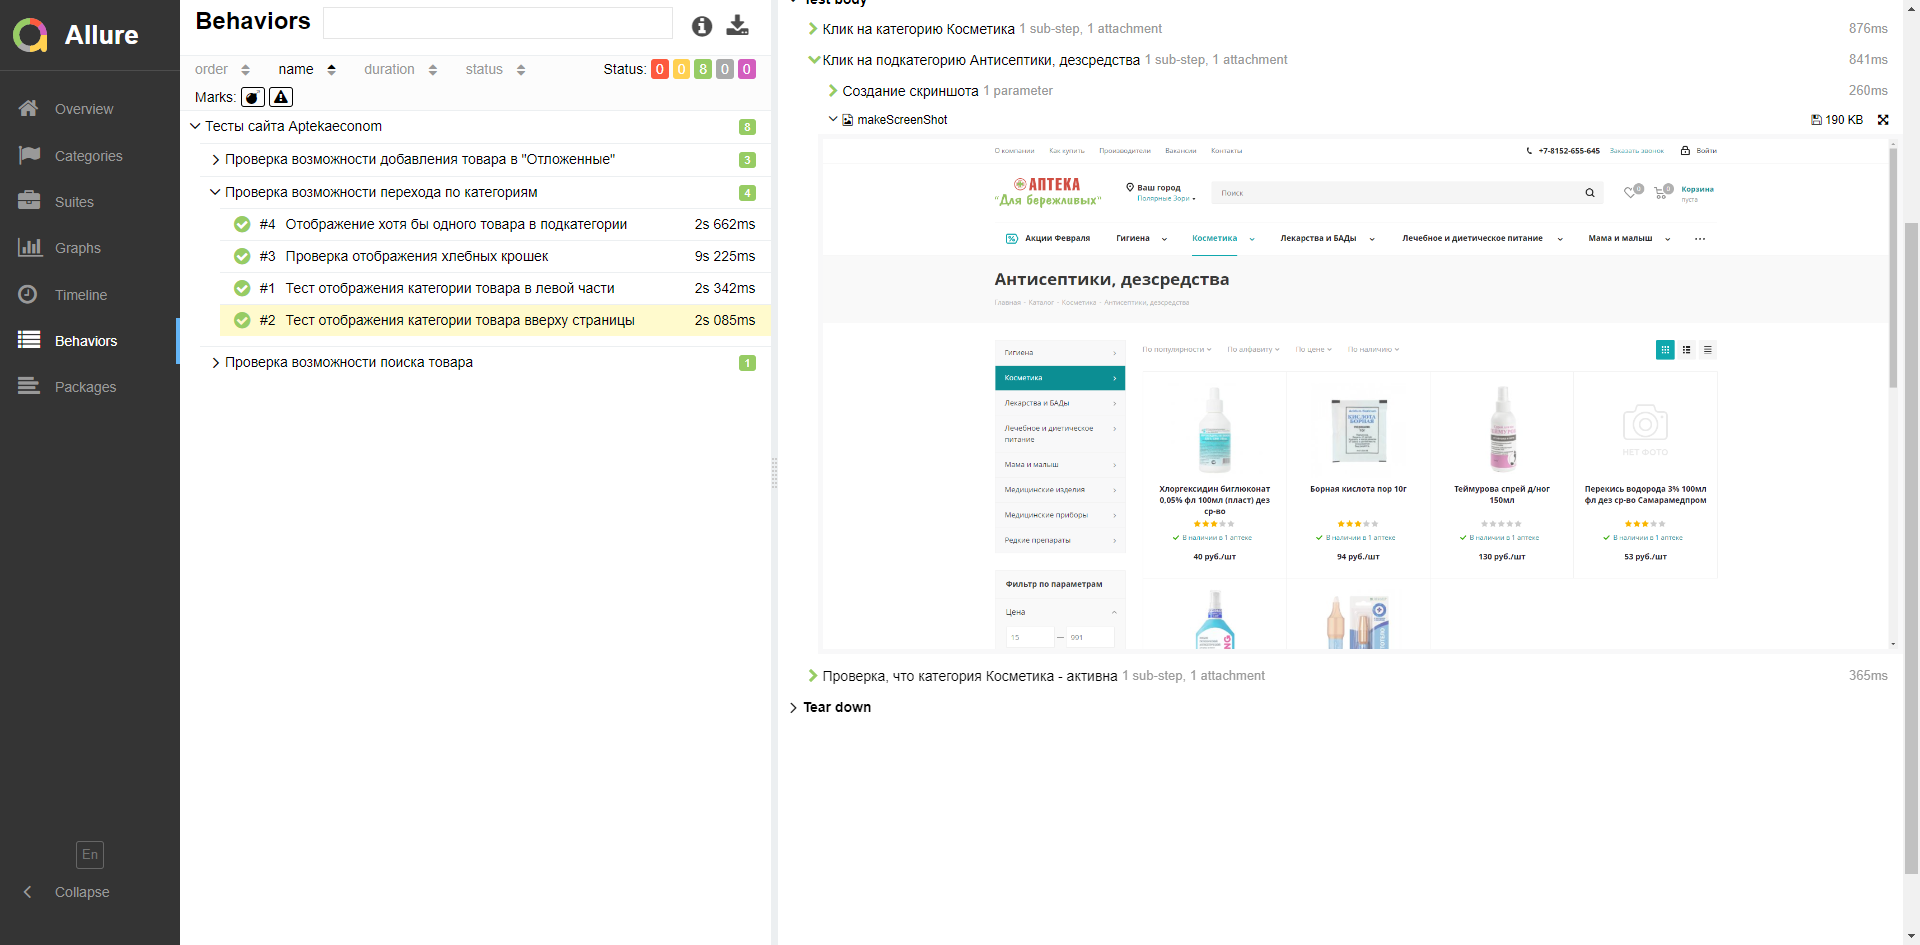 Allure
Overview
Categories
Suites
Graphs
Timeline
Behaviors
Packages
En
Collapse
Behaviors
order name duration status Status: 0 0 8 0 0
Marks:
Тесты сайта Aptekaeconom 8
Проверка возможности добавления товара в "Отложенные" 3
Проверка возможности перехода по категориям 4
#4 Отображение хотя бы одного товара в подкатегории 2s 662ms
#3 Проверка отображения хлебных крошек 9s 225ms
#1 Тест отображения категории товара в левой части 2s 342ms
#2 Тест отображения категории товара вверху страницы 2s 085ms
Проверка возможности поиска товара 1
Test body
Клик на категорию Косметика 1 sub-step, 1 attachment 876ms
Клик на подкатегорию Антисептики, дезсредства 1 sub-step, 1 attachment 841ms
Создание скриншота 1 parameter 260ms
makeScreenShot 190 KB
О компании Как купить Производители Вакансии Контакты +7-8152-655-645 Заказать звонок Войти
АПТЕКА
"Для бережливых"
Ваш город
Полярные Зори
Поиск
0 0 Корзина
пуста
% Акции Февраля Гигиена Косметика Лекарства и БАДы Лечебное и диетическое питание Мама и малыш ...
Антисептики, дезсредства
Главная - Каталог - Косметика - Антисептики, дезсредства
Гигиена
Косметика
Лекарства и БАДы
Лечебное и диетическое
питание
Мама и малыш
Медицинские изделия
Медицинские приборы
Редкие препараты
Фильтр по параметрам
Цена
15 — 991
По популярности По алфавиту По цене По наличию
КИСЛОТА
БОРНАЯ
НЕТ ФОТО
Хлоргексидин биглюконат
0,05% фл 100мл (пласт) дез
ср-во
В наличии в 1 аптеке
40 руб./шт
Борная кислота пор 10г
В наличии в 1 аптеке
94 руб./шт
Теймурова спрей д/ног
150мл
В наличии в 1 аптеке
130 руб./шт
Перекись водорода 3% 100мл
фл дез ср-во Самарамедпром
В наличии в 1 аптеке
53 руб./шт
Проверка, что категория Косметика - активна 1 sub-step, 1 attachment 365ms
Tear down